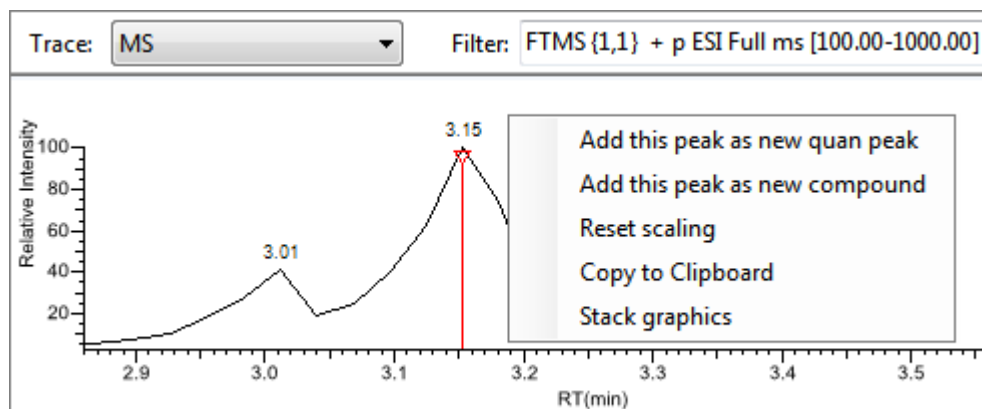 Trace: MS Filter: FTMS {1,1} + p ESI Full ms [100.00-1000.00]
Relative Intensity
100
80
60
40
20
3.01
3.15
Add this peak as new quan peak
Add this peak as new compound
Reset scaling
Copy to Clipboard
Stack graphics
2.9 3.0 3.1 3.2 3.3 3.4 3.5
RT(min)